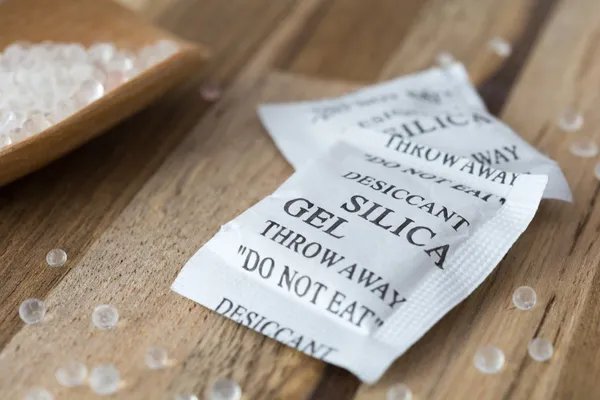 SILICA
THROW AWAY
"DO NOT EAT"
DESICCANT
SILICA
GEL
THROW AWAY
"DO NOT EAT"
DESICCANT